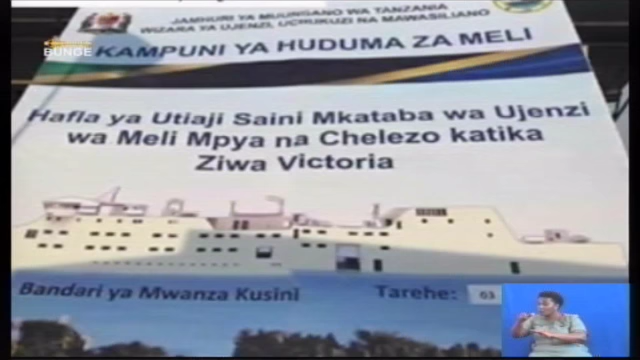 JAMHURI YA MUUNGANO WA TANZANIA
WIZARA YA UJENZI, UCHUKUZI NA MAWASILIANO
BUNGE
KAMPUNI YA HUDUMA ZA MELI
Hafla ya Utiaji Saini Mkataba wa Ujenzi
wa Meli Mpya na Chelezo katika
Ziwa Victoria
Bandari ya Mwanza Kusini
Tarehe: 03